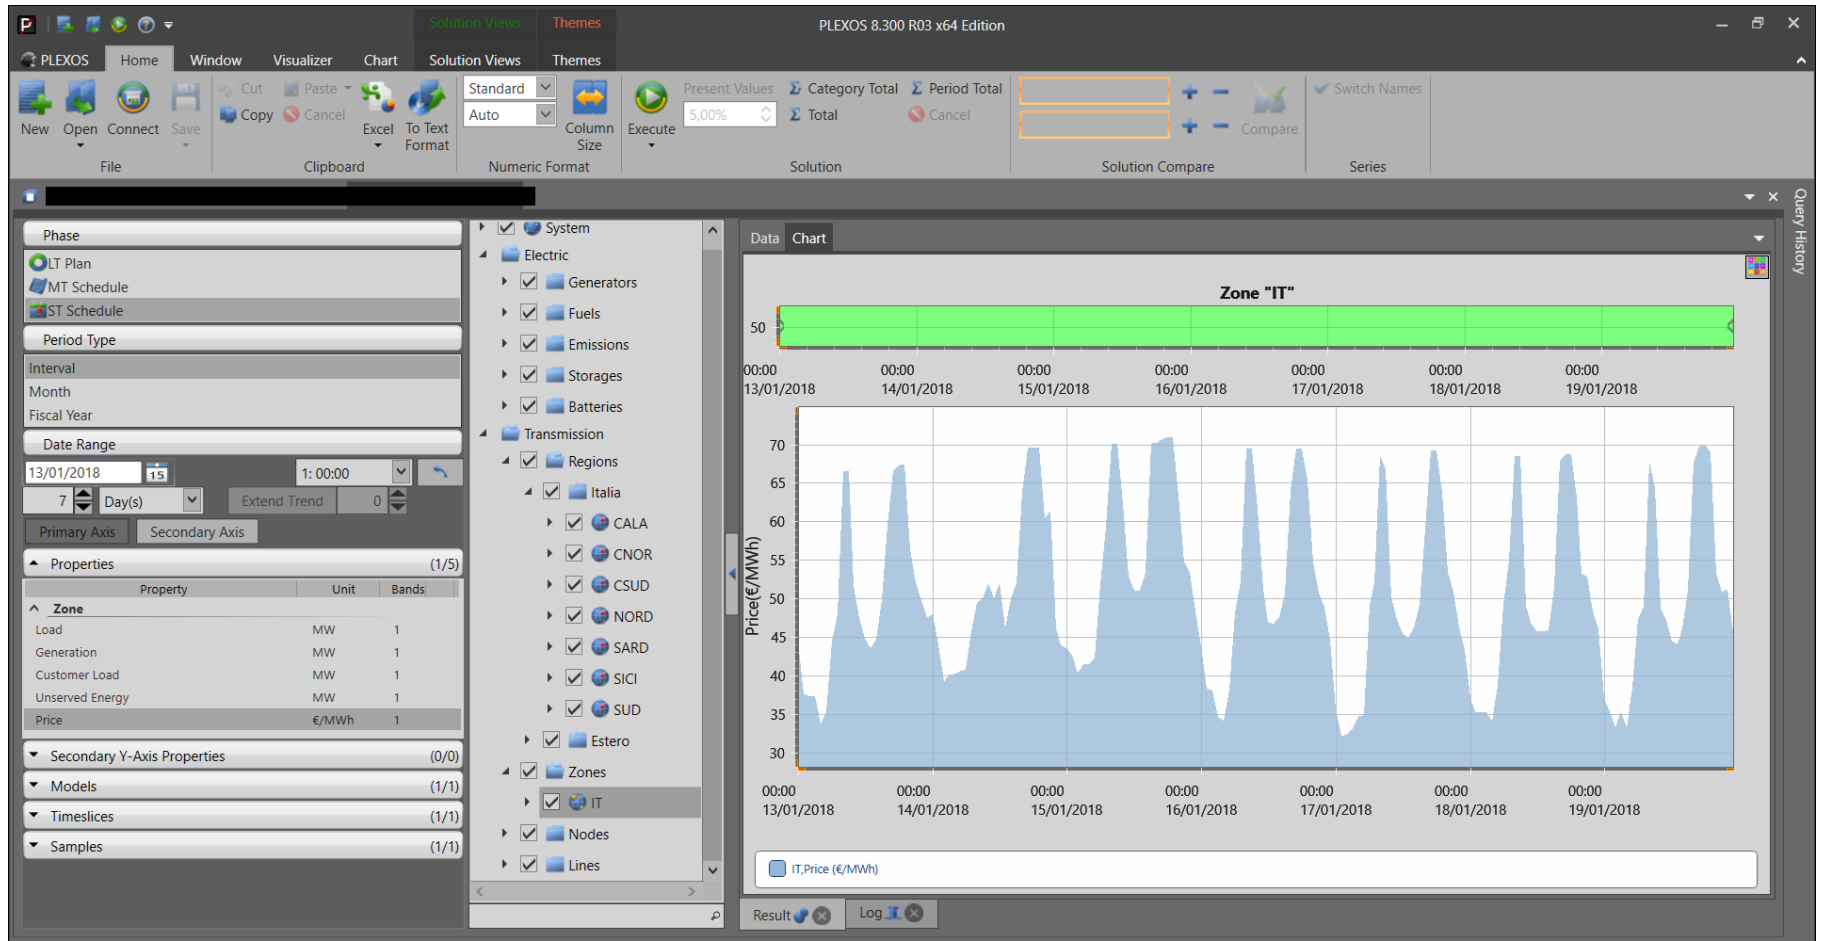 Solution Views
Themes
PLEXOS 8.300 R03 x64 Edition
PLEXOS
Home
Window
Visualizer
Chart
Solution Views
Themes
New
Open
Connect
Save
File
Cut
Copy
Paste
Cancel
Excel
To Text
Format
Clipboard
Standard
Auto
Column
Size
Numeric Format
Execute
Present Values
5,00%
Σ Category Total
Σ Total
Σ Period Total
Cancel
Solution
Compare
Solution Compare
Switch Names
Series
Query History
Phase
LT Plan
MT Schedule
ST Schedule
Period Type
Interval
Month
Fiscal Year
Date Range
13/01/2018
15
1: 00:00
7
Day(s)
Extend Trend
0
Primary Axis
Secondary Axis
Properties (1/5)
Property Unit Bands
Zone
Load MW 1
Generation MW 1
Customer Load MW 1
Unserved Energy MW 1
Price €/MWh 1
Secondary Y-Axis Properties (0/0)
Models (1/1)
Timeslices (1/1)
Samples (1/1)
System
Electric
Generators
Fuels
Emissions
Storages
Batteries
Transmission
Regions
Italia
CALA
CNOR
CSUD
NORD
SARD
SICI
SUD
Estero
Zones
IT
Nodes
Lines
Data
Chart
Zone "IT"
50
00:00 00:00 00:00 00:00 00:00 00:00 00:00
13/01/2018 14/01/2018 15/01/2018 16/01/2018 17/01/2018 18/01/2018 19/01/2018
Price(€/MWh)
70
65
60
55
50
45
40
35
30
00:00 00:00 00:00 00:00 00:00 00:00 00:00
13/01/2018 14/01/2018 15/01/2018 16/01/2018 17/01/2018 18/01/2018 19/01/2018
IT,Price (€/MWh)
Result
Log